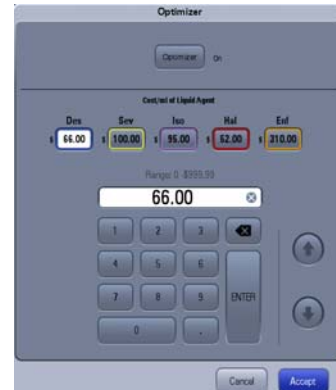 Optimizer
Optimizer On
Cost/ml of Liquid Agent
Des Sev Iso Hal Enf
$ 66.00 $ 100.00 $ 95.00 $ 52.00 $ 310.00
Range: 0 -$999.99
66.00
1 2 3
4 5 6
7 8 9 ENTER
0 .
Cancel Accept